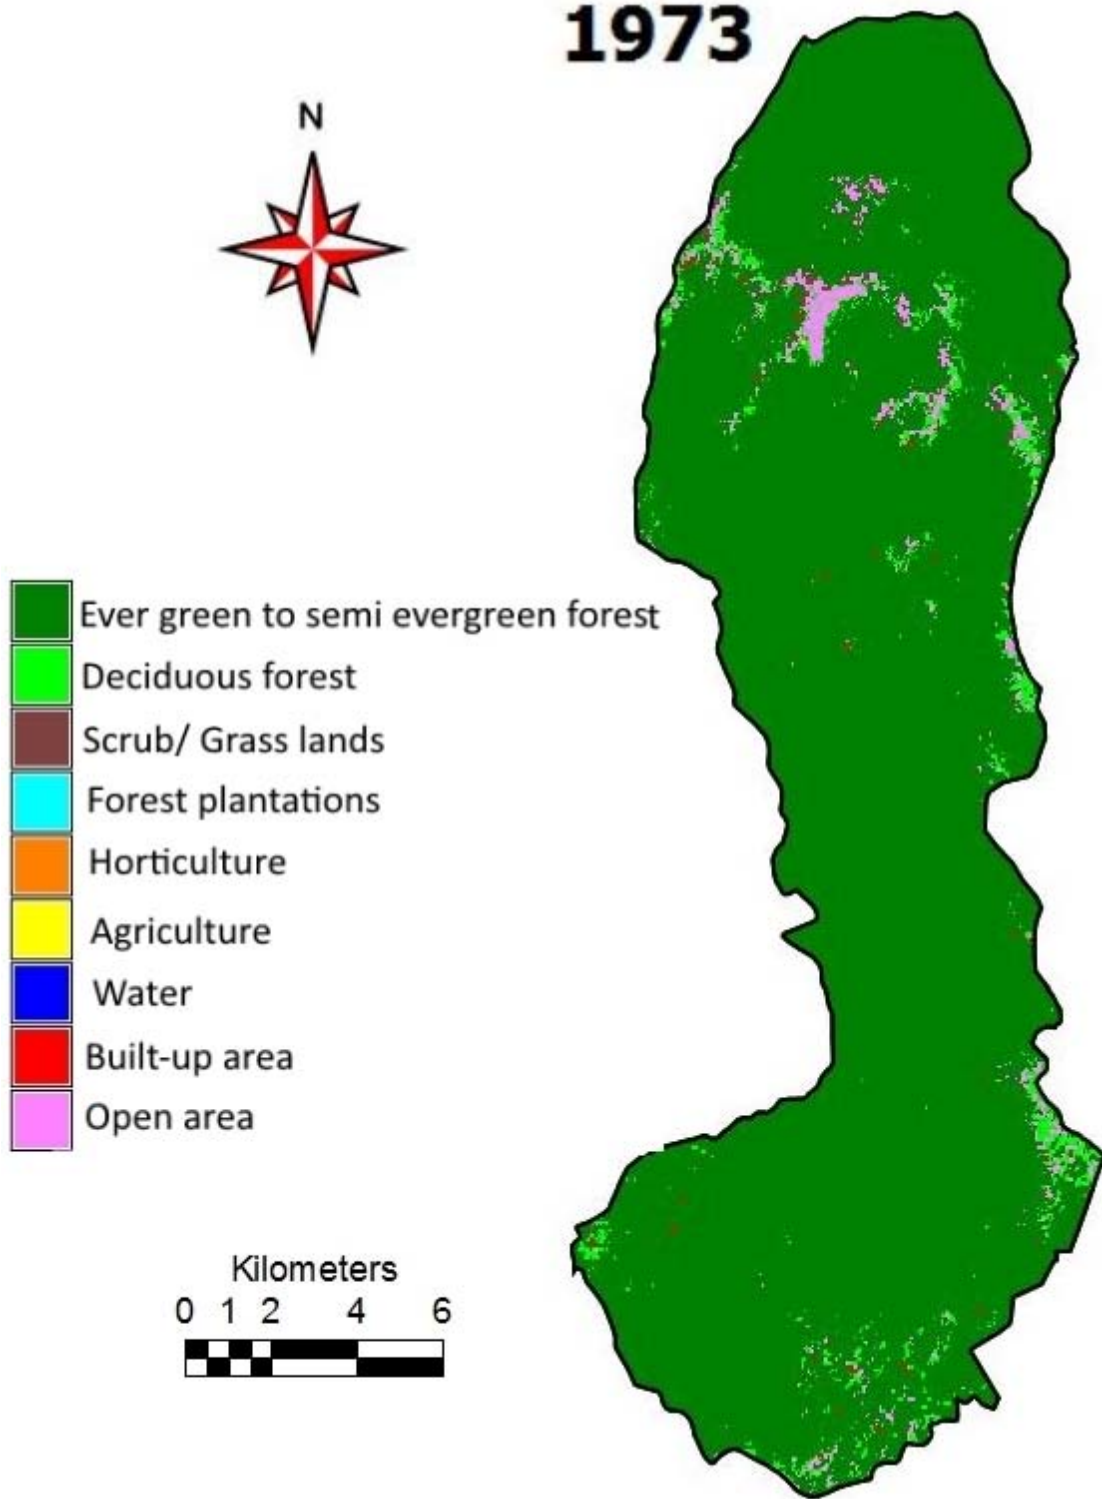 1973
N
Ever green to semi evergreen forest
Deciduous forest
Scrub/ Grass lands
Forest plantations
Horticulture
Agriculture
Water
Built-up area
Open area
Kilometers
0 1 2 4 6